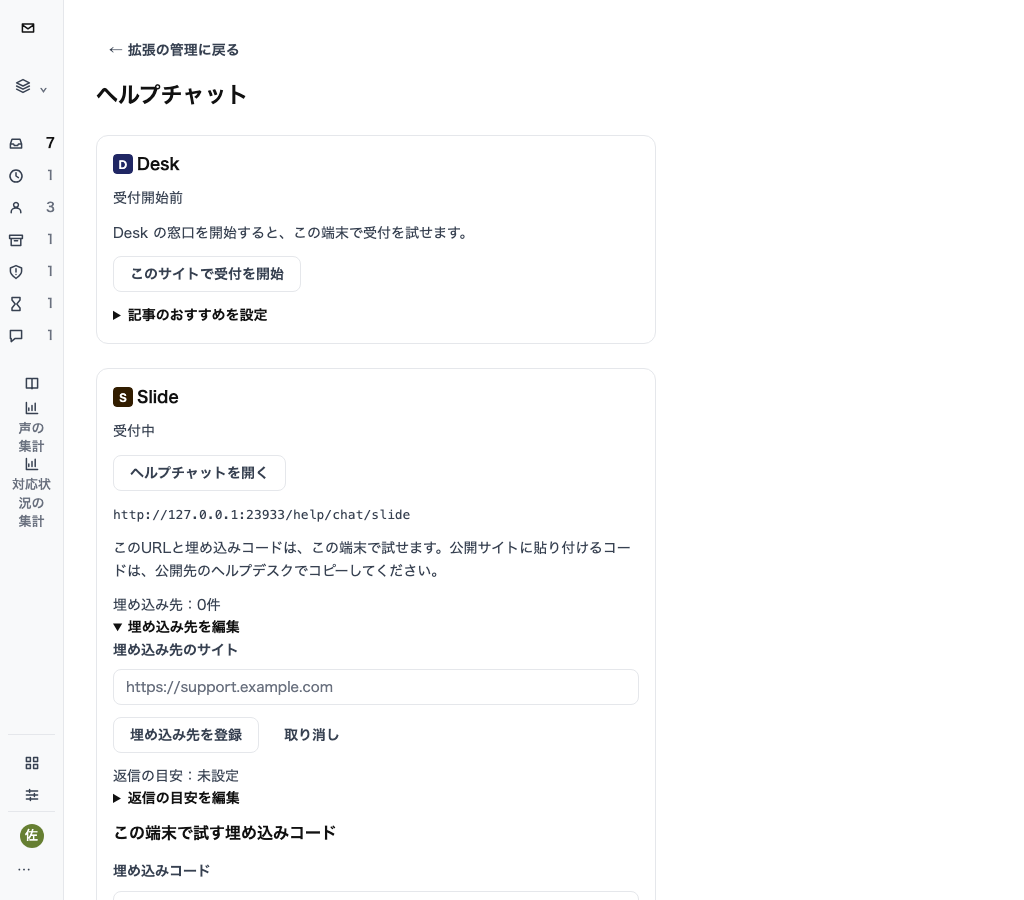 7
1
3
1
1
1
1
声の
集計
対応状
況の
集計
佐
…
← 拡張の管理に戻る
ヘルプチャット
D Desk
受付開始前
Desk の窓口を開始すると、この端末で受付を試せます。
このサイトで受付を開始
▶ 記事のおすすめを設定
S Slide
受付中
ヘルプチャットを開く
http://127.0.0.1:23933/help/chat/slide
このURLと埋め込みコードは、この端末で試せます。公開サイトに貼り付けるコー
ドは、公開先のヘルプデスクでコピーしてください。
埋め込み先：0件
▼ 埋め込み先を編集
埋め込み先のサイト
https://support.example.com
埋め込み先を登録 取り消し
返信の目安：未設定
▶ 返信の目安を編集
この端末で試す埋め込みコード
埋め込みコード